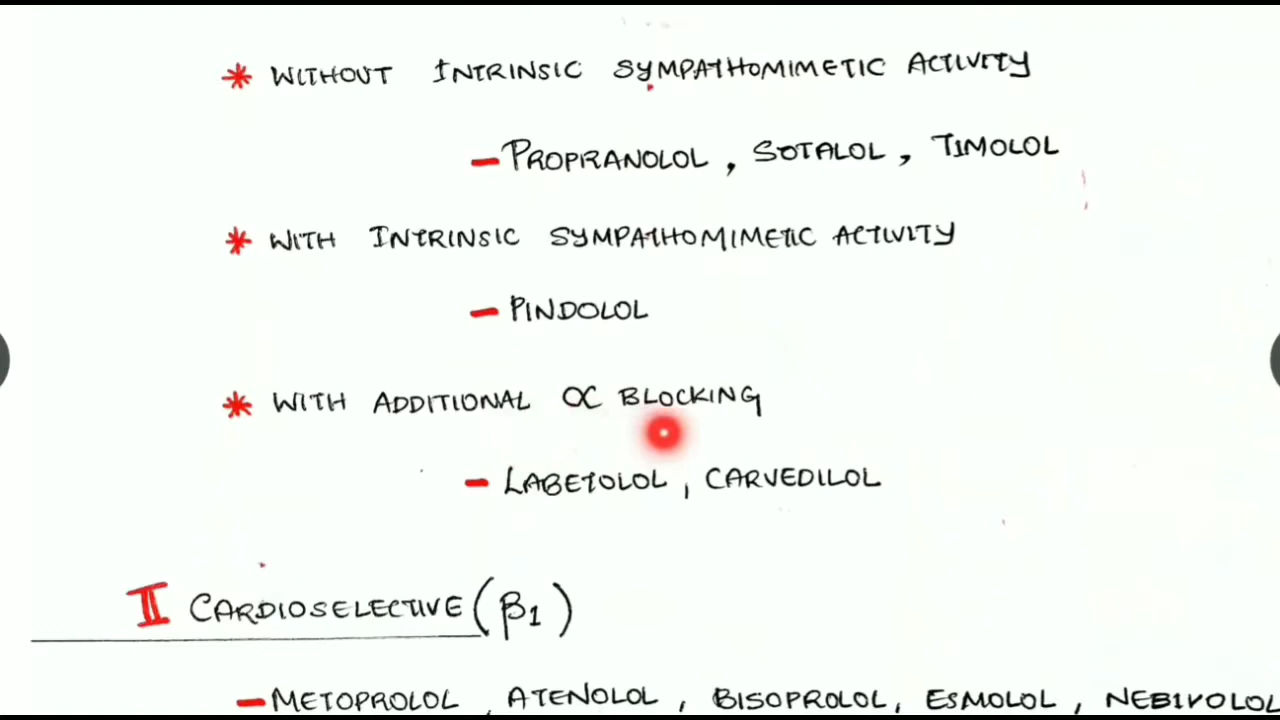 * WITHOUT INTRINSIC SYMPATHOMIMETIC ACTIVITY
- PROPRANOLOL, SOTALOL, TIMOLOL
* WITH INTRINSIC SYMPATHOMIMETIC ACTIVITY
- PINDOLOL
* WITH ADDITIONAL α BLOCKING
- LABETOLOL, CARVEDILOL
II CARDIOSELECTIVE (β1)
- METOPROLOL, ATENOLOL, BISOPROLOL, ESMOLOL, NEBIVOLOL